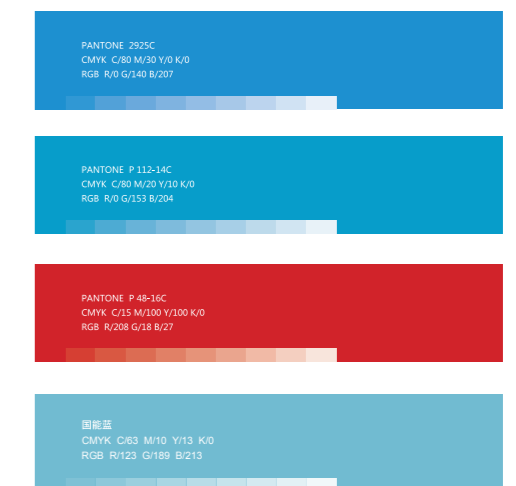 PANTONE 2925C
CMYK C/80 M/30 Y/0 K/0
RGB R/0 G/140 B/207
PANTONE P 112-14C
CMYK C/80 M/20 Y/10 K/0
RGB R/0 G/153 B/204
PANTONE P 48-16C
CMYK C/15 M/100 Y/100 K/0
RGB R/208 G/18 B/27
国能蓝
CMYK C/63 M/10 Y/13 K/0
RGB R/123 G/189 B/213